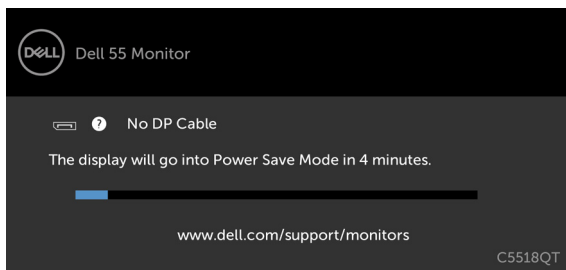 DELL
Dell 55 Monitor
? No DP Cable
The display will go into Power Save Mode in 4 minutes.
www.dell.com/support/monitors
C5518QT